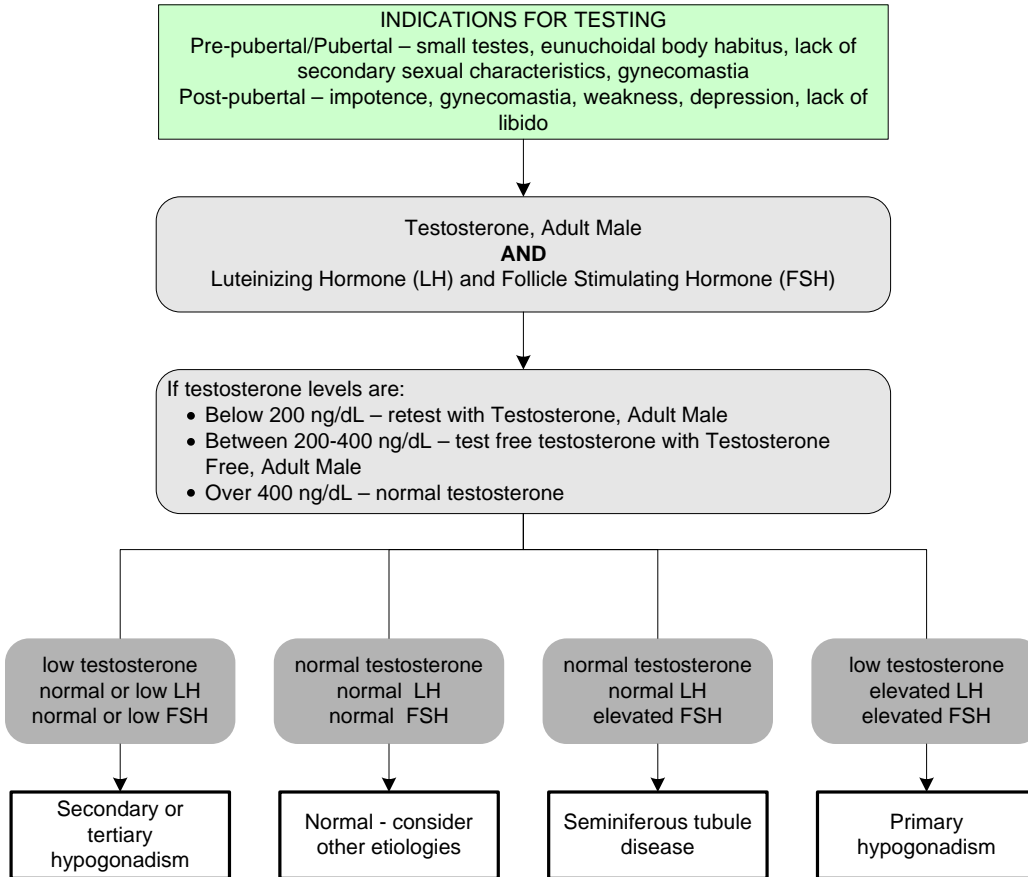 INDICATIONS FOR TESTING
Pre-pubertal/Pubertal – small testes, eunuchoidal body habitus, lack of
secondary sexual characteristics, gynecomastia
Post-pubertal – impotence, gynecomastia, weakness, depression, lack of
libido
Testosterone, Adult Male
AND
Luteinizing Hormone (LH) and Follicle Stimulating Hormone (FSH)
If testosterone levels are:
• Below 200 ng/dL – retest with Testosterone, Adult Male
• Between 200-400 ng/dL – test free testosterone with Testosterone
Free, Adult Male
• Over 400 ng/dL – normal testosterone
low testosterone
normal or low LH
normal or low FSH
normal testosterone
normal LH
normal FSH
normal testosterone
normal LH
elevated FSH
low testosterone
elevated LH
elevated FSH
Secondary or
tertiary
hypogonadism
Normal - consider
other etiologies
Seminiferous tubule
disease
Primary
hypogonadism